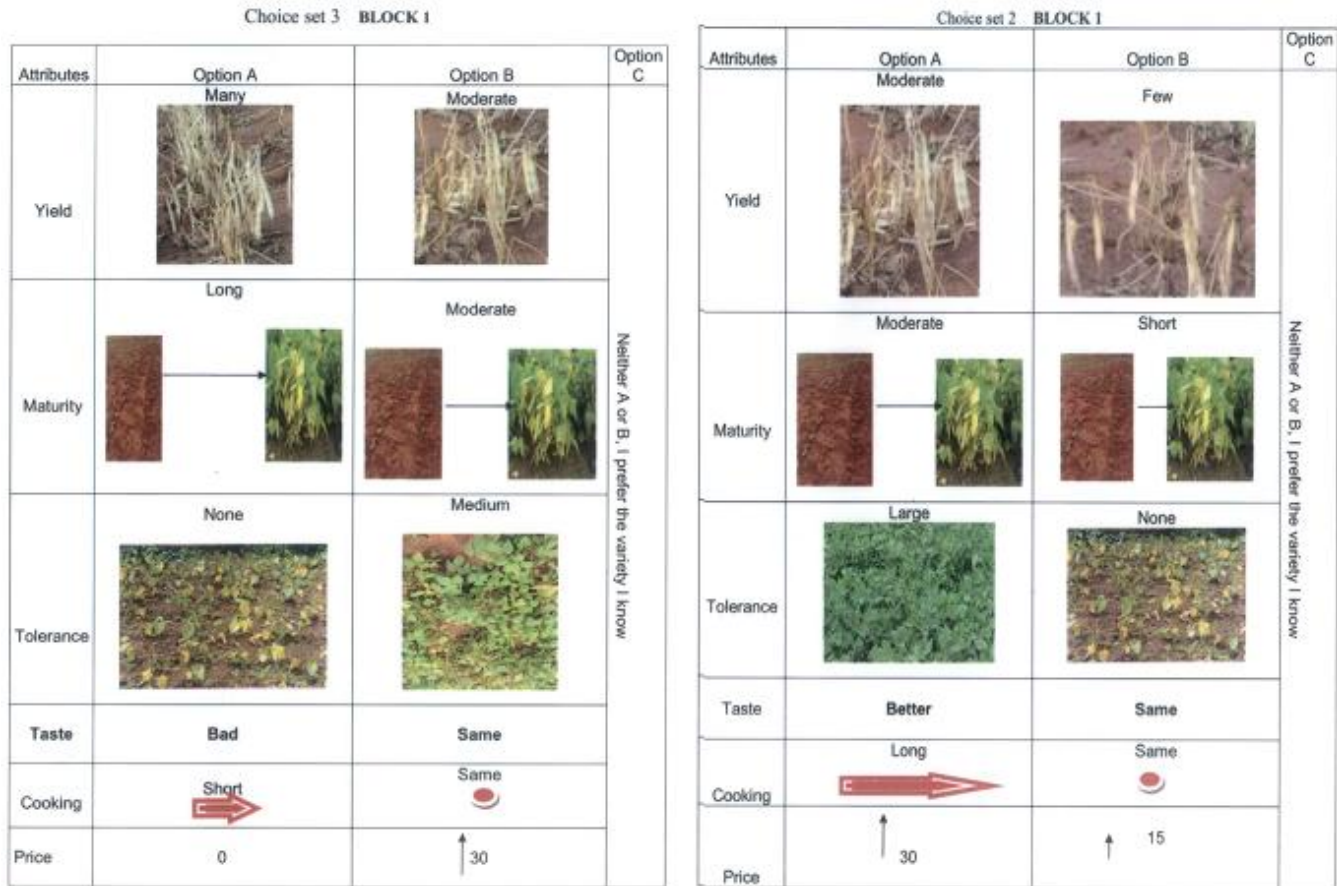 Choice set 3 BLOCK 1
Attributes Option A Option B Option C
Yield Many Moderate
Maturity Long Moderate
Tolerance None Medium
Taste Bad Same
Cooking Short Same
Price 0 30
Neither A or B, I prefer the variety I know
Choice set 2 BLOCK 1
Attributes Option A Option B Option C
Yield Moderate Few
Maturity Moderate Short
Tolerance Large None
Taste Better Same
Cooking Long Same
Price 30 15
Neither A or B, I prefer the variety I know